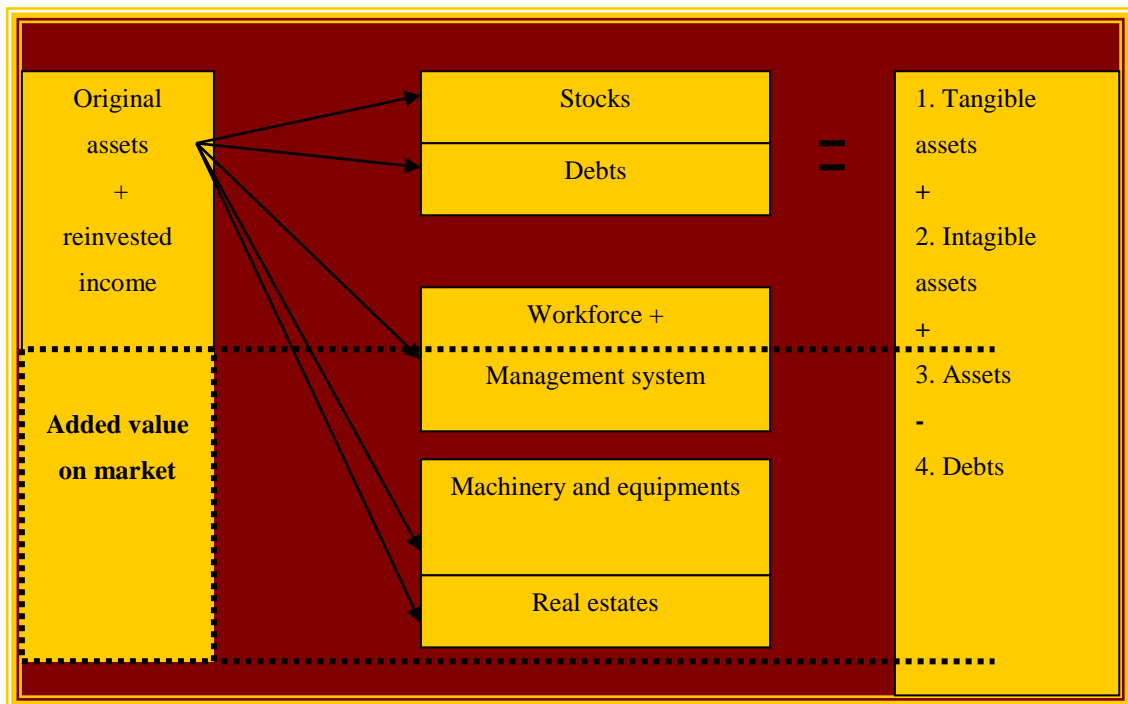 Original
assets
+
reinvested
income
Added value
on market
Stocks
Debts
Workforce +
Management system
Machinery and equipments
Real estates
=
1. Tangible
assets
+
2. Intagible
assets
+
3. Assets
-
4. Debts